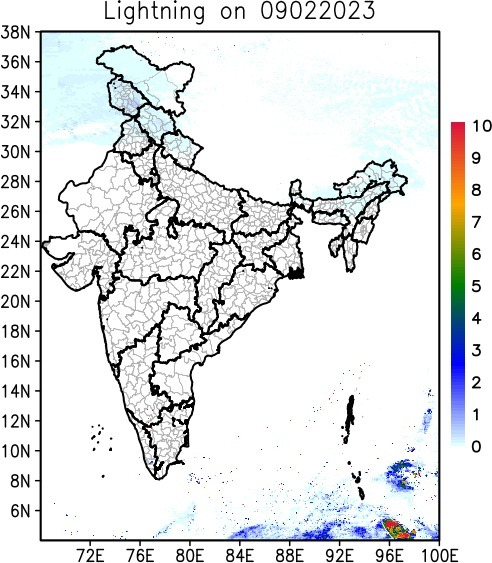 Lightning on 09022023
38N
36N
34N
32N
30N
28N
26N
24N
22N
20N
18N
16N
14N
12N
10N
8N
6N
72E 76E 80E 84E 88E 92E 96E 100E
10
9
8
7
6
5
4
3
2
1
0